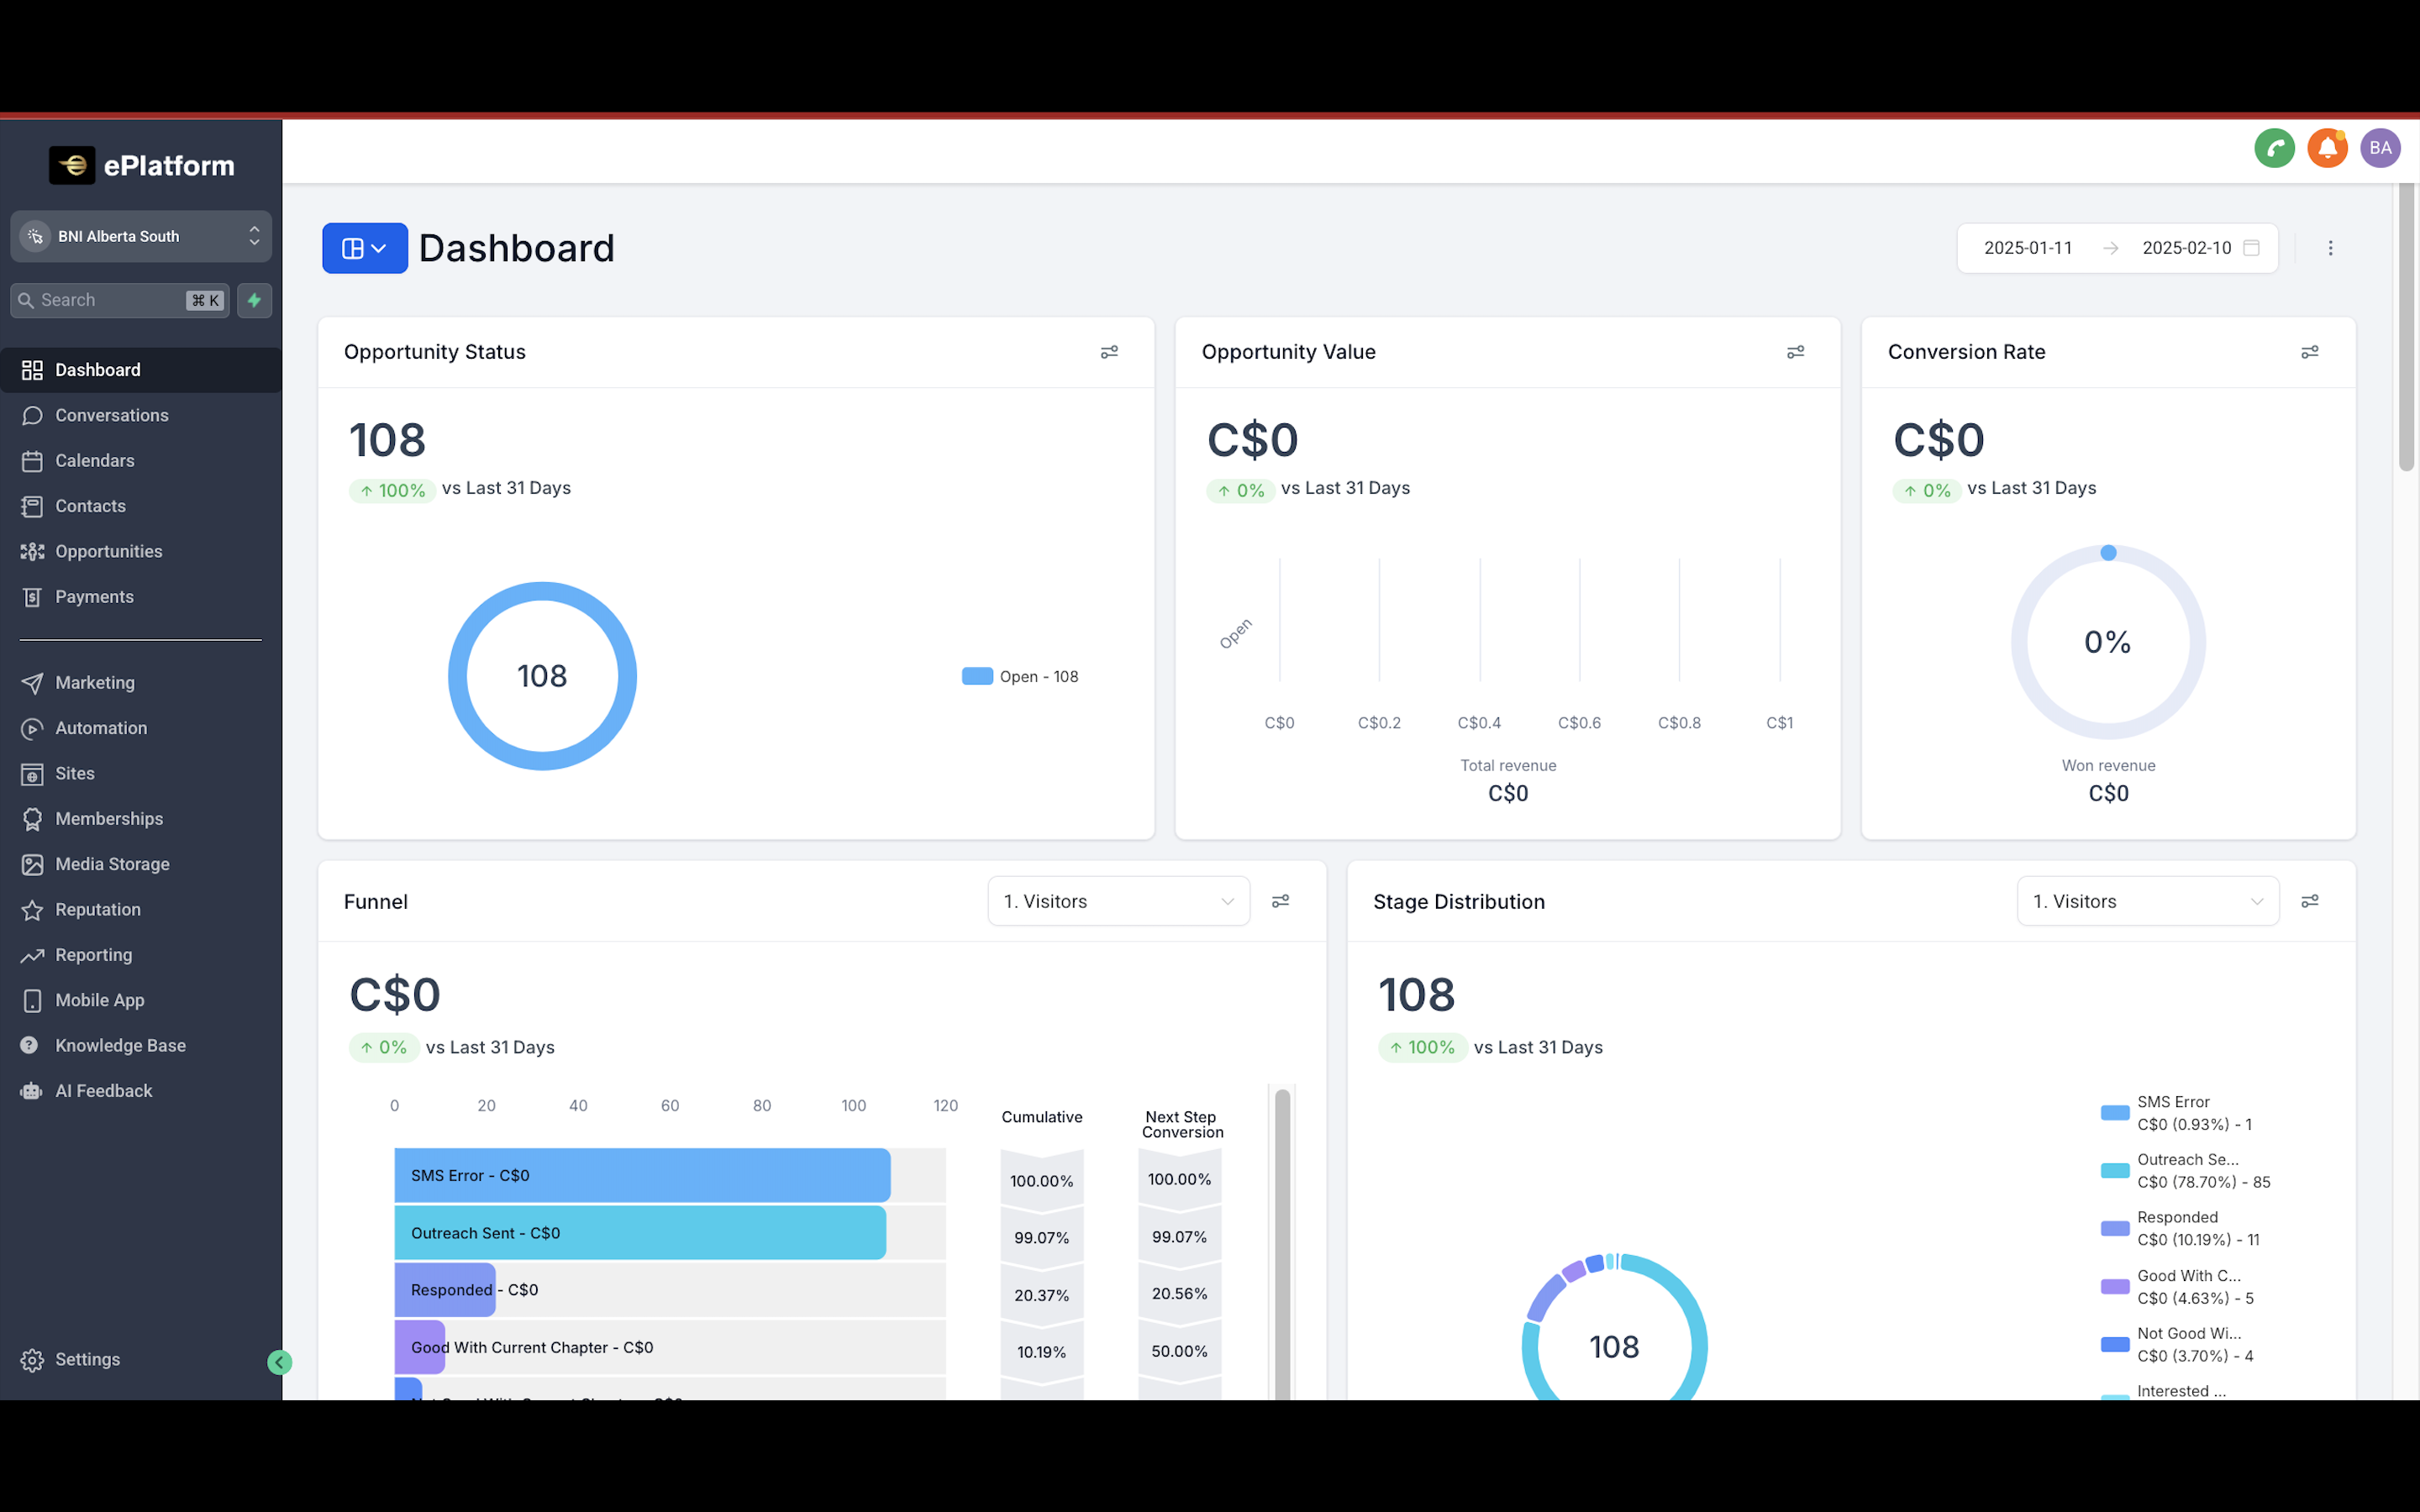 ePlatform
BA
BNI Alberta South
Search
⌘ K
Dashboard
Conversations
Calendars
Contacts
Opportunities
Payments
Marketing
Automation
Sites
Memberships
Media Storage
Reputation
Reporting
Mobile App
Knowledge Base
AI Feedback
Settings
Dashboard
2025-01-11
2025-02-10
Opportunity Status
108
100%
vs Last 31 Days
108
Open - 108
Opportunity Value
C$0
0%
vs Last 31 Days
Open
C$0
C$0.2
C$0.4
C$0.6
C$0.8
C$1
Total revenue
C$0
Conversion Rate
C$0
0%
vs Last 31 Days
0%
Won revenue
C$0
Funnel
1. Visitors
C$0
0%
vs Last 31 Days
0
20
40
60
80
100
120
Cumulative
Next Step
Conversion
SMS Error - C$0
100.00%
100.00%
Outreach Sent - C$0
99.07%
99.07%
Responded - C$0
20.37%
20.56%
Good With Current Chapter - C$0
10.19%
50.00%
Stage Distribution
1. Visitors
108
100%
vs Last 31 Days
108
SMS Error
C$0 (0.93%) - 1
Outreach Se...
C$0 (78.70%) - 85
Responded
C$0 (10.19%) - 11
Good With C...
C$0 (4.63%) - 5
Not Good Wi...
C$0 (3.70%) - 4
Interested ...